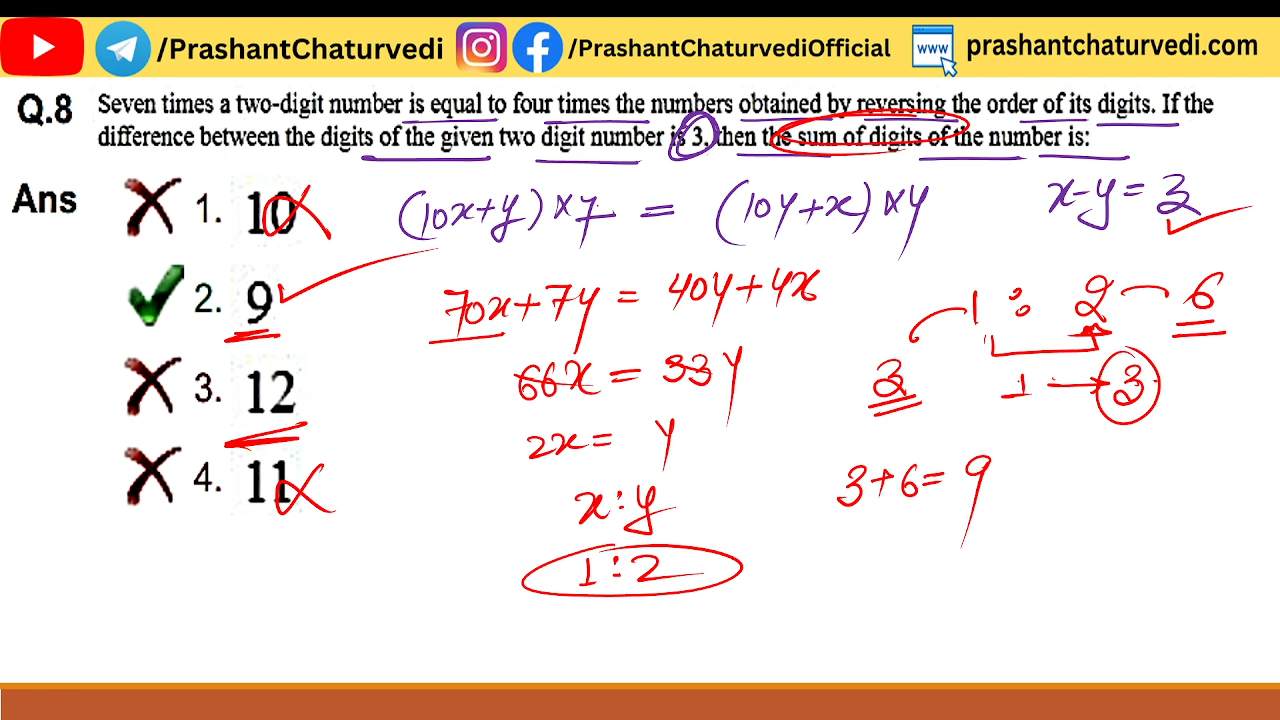 /PrashantChaturvedi /PrashantChaturvediOfficial www prashantchaturvedi.com
Q.8 Seven times a two-digit number is equal to four times the numbers obtained by reversing the order of its digits. If the
difference between the digits of the given two digit number is 3, then the sum of digits of the number is:
Ans
1. 10
2. 9
3. 12
4. 11
(10x+y)×7 = (10y+x)×4
x-y=3
70x+7y = 40y+4x
66x = 33y
2x = y
x:y
1:2
1 : 2 6
3 1 → 3
3+6=9